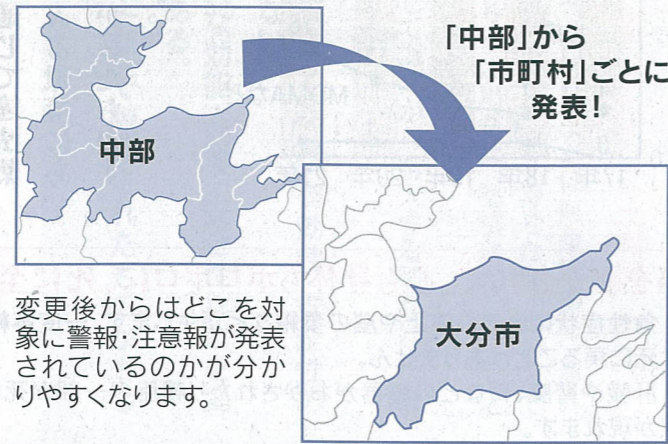 「中部」から
「市町村」ごとに
発表！
中部
大分市
変更後からはどこを対
象に警報・注意報が発表
されているのかが分か
りやすくなります。